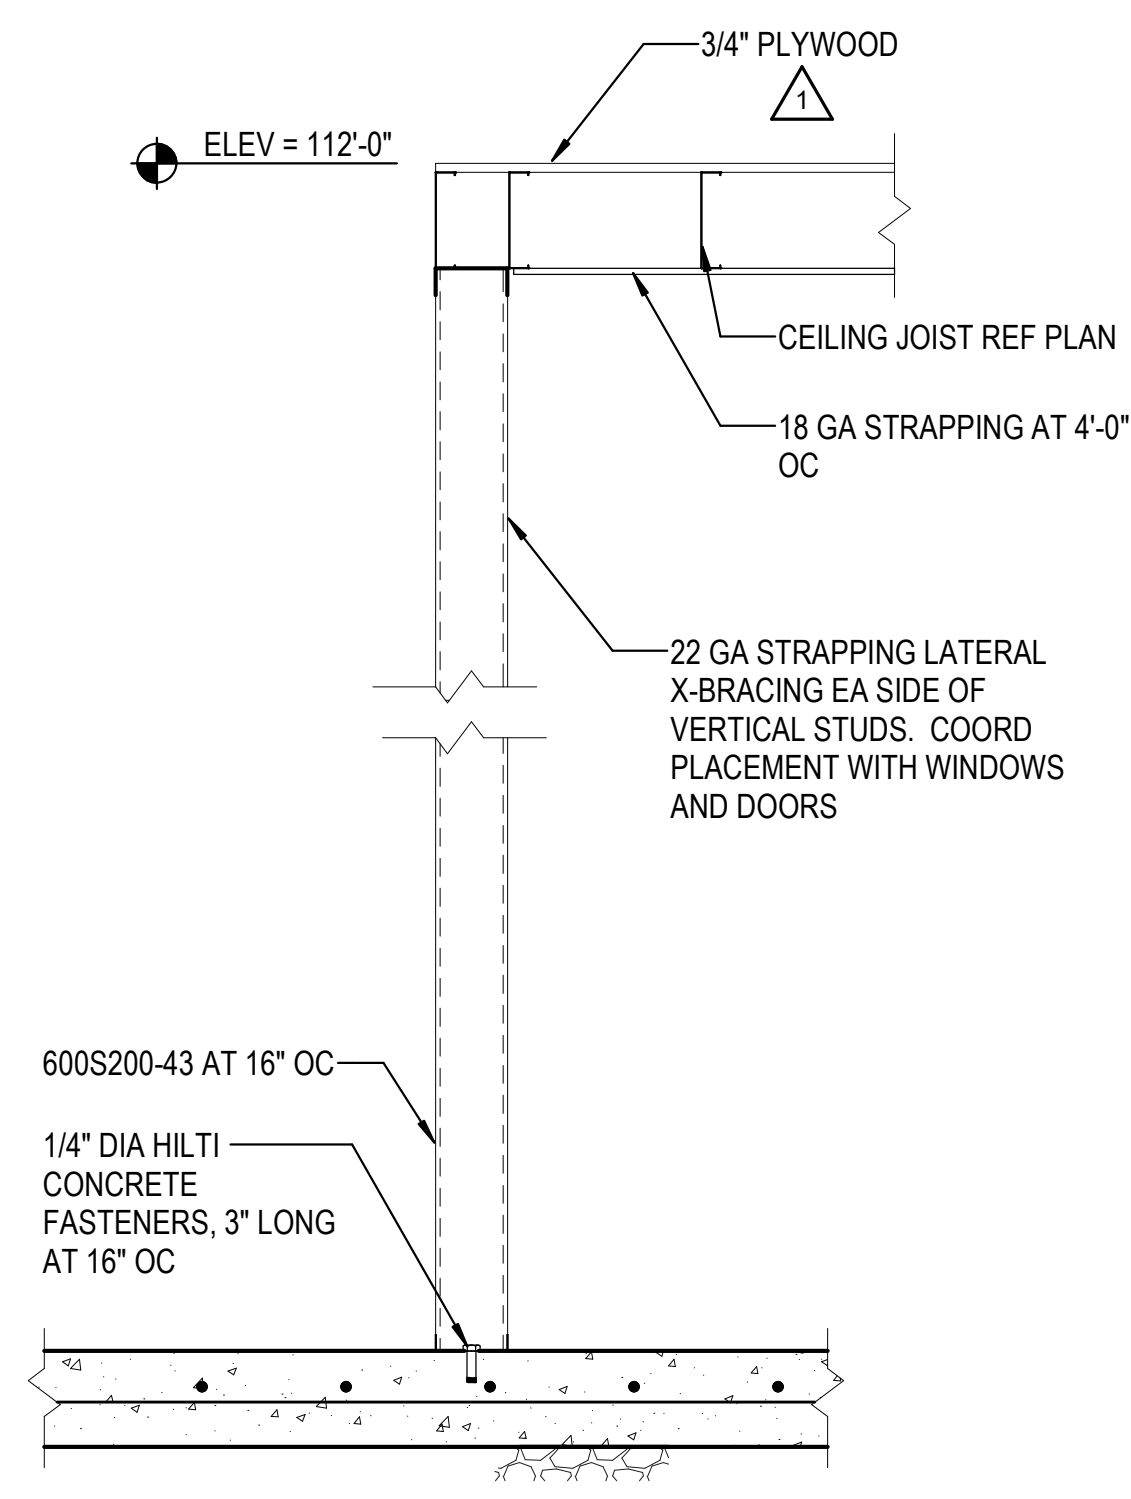 3/4" PLYWOOD
1
ELEV = 112'-0"
CEILING JOIST REF PLAN
18 GA STRAPPING AT 4'-0"
OC
22 GA STRAPPING LATERAL
X-BRACING EA SIDE OF
VERTICAL STUDS.  COORD
PLACEMENT WITH WINDOWS
AND DOORS
600S200-43 AT 16" OC
1/4" DIA HILTI
CONCRETE
FASTENERS, 3" LONG
AT 16" OC